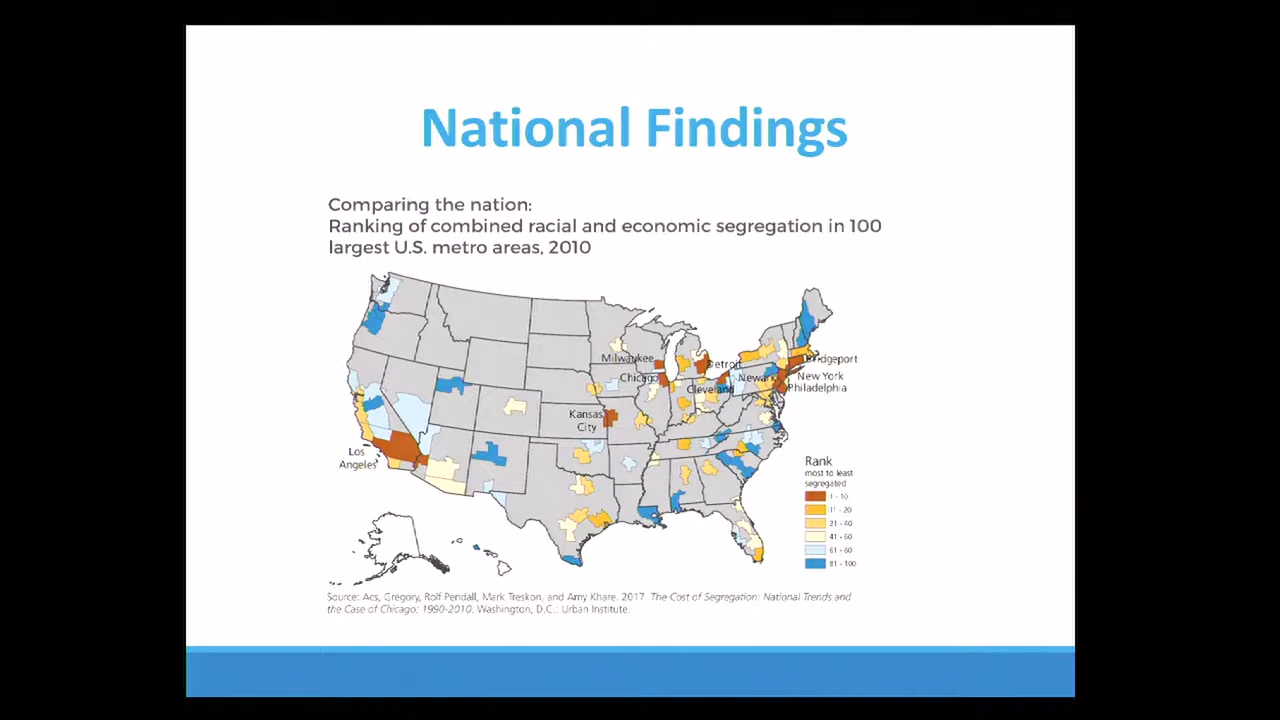 National Findings
Comparing the nation:
Ranking of combined racial and economic segregation in 100
largest U.S. metro areas, 2010
Milwaukee
Detroit
Bridgeport
Chicago
Cleveland
Newark
New York
Philadelphia
Kansas
City
Los
Angeles
Rank
most to least
segregated
1 - 10
11 - 20
21 - 40
41 - 60
61 - 80
81 - 100
Source: Acs, Gregory, Rolf Pendall, Mark Treskon, and Amy Khare. 2017. The Cost of Segregation: National Trends and
the Case of Chicago: 1990-2010. Washington, D.C.: Urban Institute.